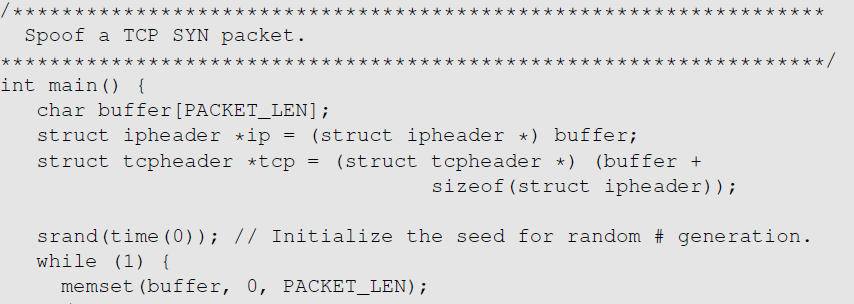 /******************************************************************
Spoof a TCP SYN packet.
*******************************************************************/
int main() {
char buffer[PACKET_LEN];
struct ipheader *ip = (struct ipheader *) buffer;
struct tcpheader *tcp = (struct tcpheader *) (buffer +
sizeof(struct ipheader));
srand(time(0)); // Initialize the seed for random # generation.
while (1) {
memset(buffer, 0, PACKET_LEN);